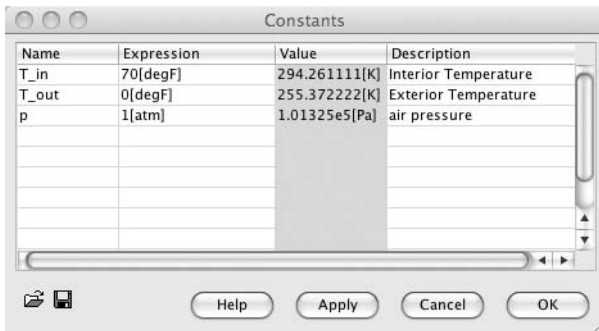 Constants
Name Expression Value Description
T_in 70[degF] 294.261111[K] Interior Temperature
T_out 0[degF] 255.372222[K] Exterior Temperature
p 1[atm] 1.01325e5[Pa] air pressure
Help Apply Cancel OK